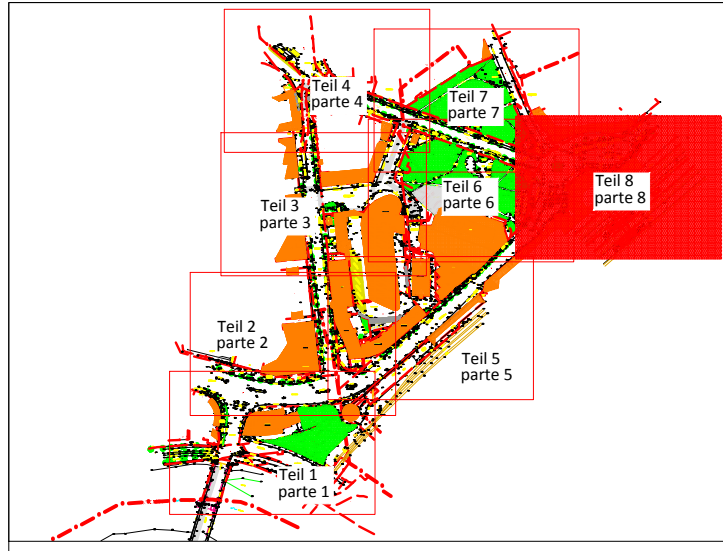 Teil 4
parte 4
Teil 7
parte 7
Teil 8
parte 8
Teil 6
parte 6
Teil 3
parte 3
Teil 2
parte 2
Teil 5
parte 5
Teil 1
parte 1